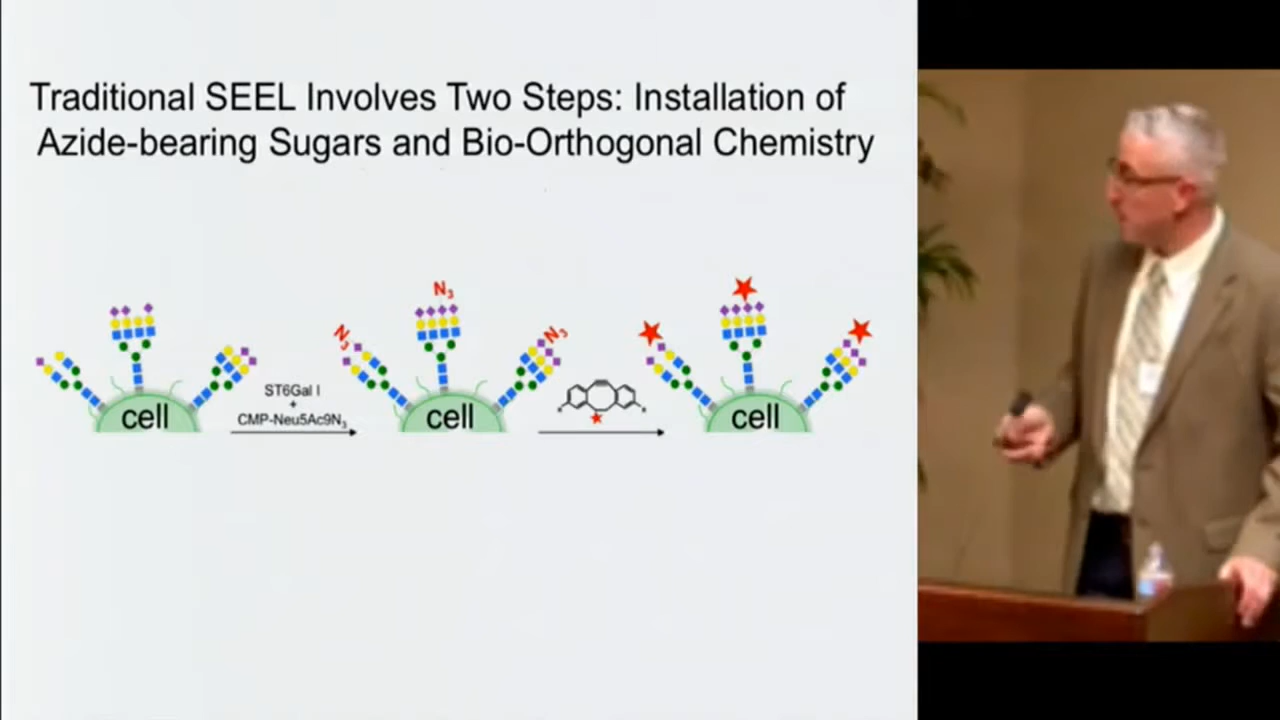 Traditional SEEL Involves Two Steps: Installation of
Azide-bearing Sugars and Bio-Orthogonal Chemistry
N3
N3
N3
ST6Gal I
+
CMP-Neu5Ac9N3
cell
cell
cell